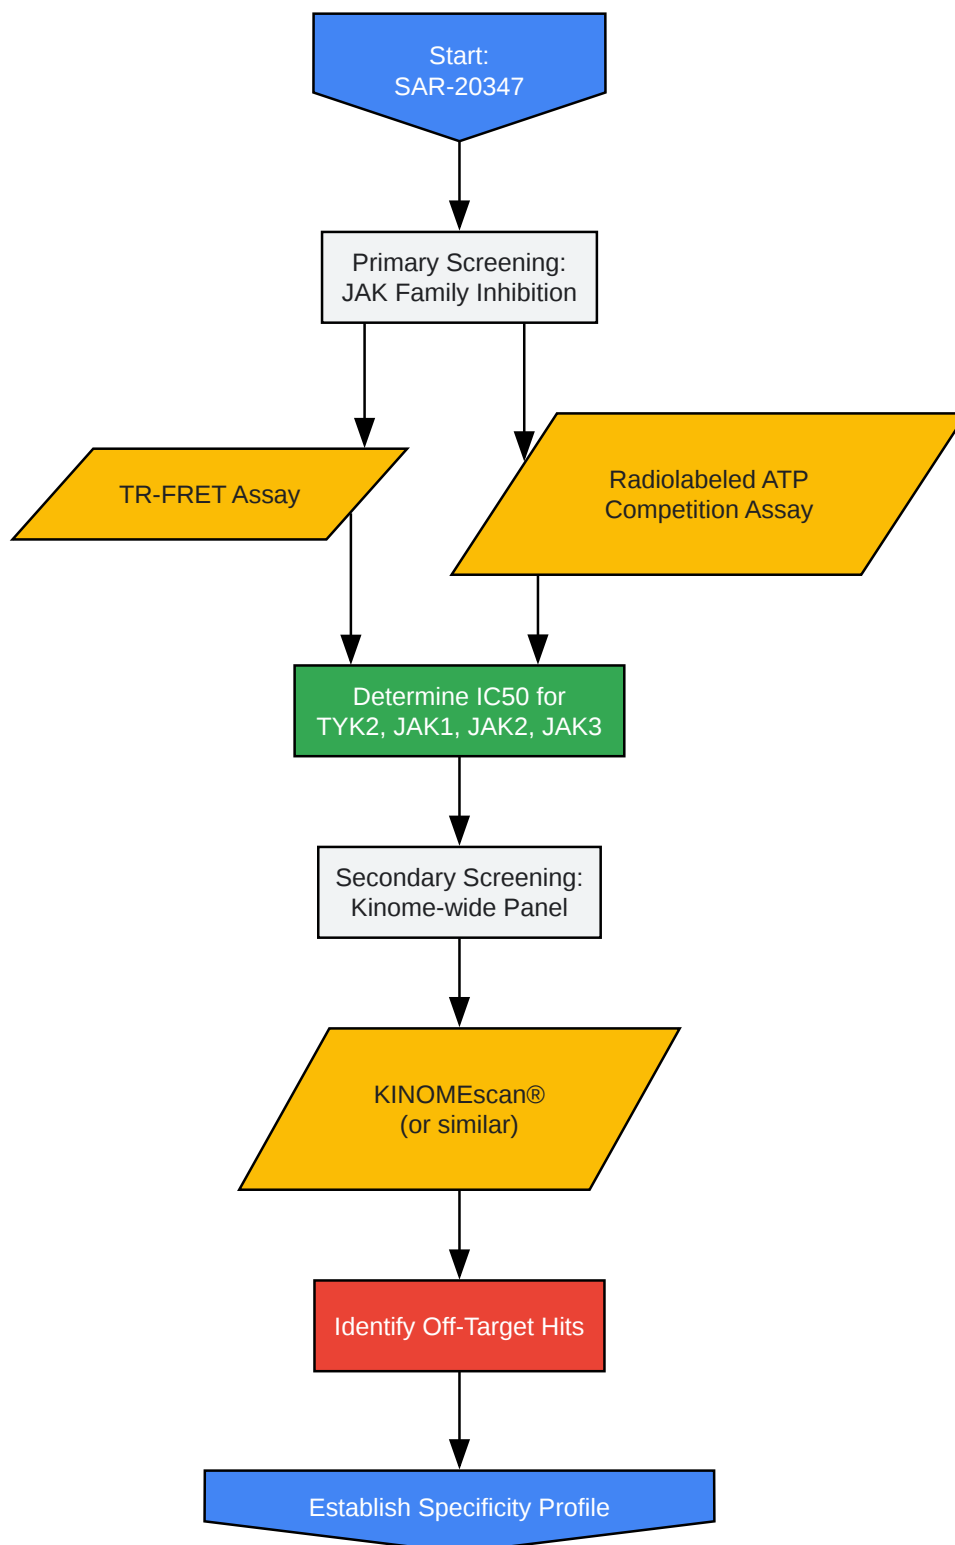 Start:
SAR-20347
Primary Screening:
JAK Family Inhibition
TR-FRET Assay
Radiolabeled ATP
Competition Assay
Determine IC50 for
TYK2, JAK1, JAK2, JAK3
Secondary Screening:
Kinome-wide Panel
KINOMEscan®
(or similar)
Identify Off-Target Hits
Establish Specificity Profile